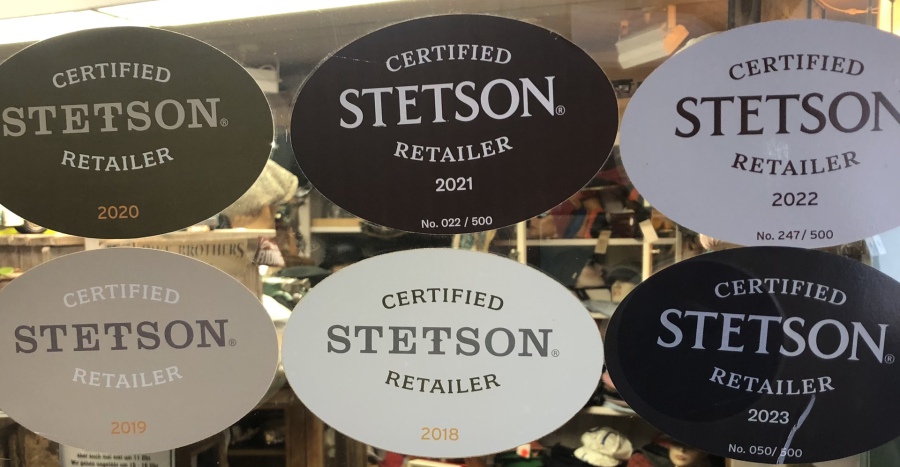 CERTIFIED
STETSON®
RETAILER
2020
CERTIFIED
STETSON®
RETAILER
2021
No. 022 / 500
CERTIFIED
STETSON
RETAILER
2022
No. 247/ 500
BROTHERS
CERTIFIED
STETSON®
RETAILER
2019
CERTIFIED
STETSON®
RETAILER
2018
CERTIFIED
STETSON®
RETAILER
2023
No. 050/ 500